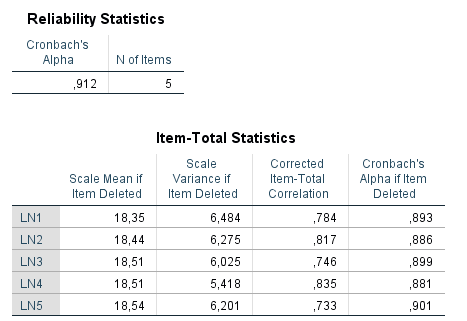 Reliability Statistics
Cronbach's
Alpha N of Items
,912 5
Item-Total Statistics
Scale Mean if
Item Deleted
Scale
Variance if
Item Deleted
Corrected
Item-Total
Correlation
Cronbach's
Alpha if Item
Deleted
LN1 18,35 6,484 ,784 ,893
LN2 18,44 6,275 ,817 ,886
LN3 18,51 6,025 ,746 ,899
LN4 18,51 5,418 ,835 ,881
LN5 18,54 6,201 ,733 ,901